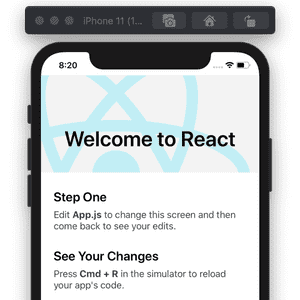 iPhone 11 (1...
8:20
Welcome to React
Step One
Edit App.js to change this screen and then
come back to see your edits.
See Your Changes
Press Cmd + R in the simulator to reload
your app's code.